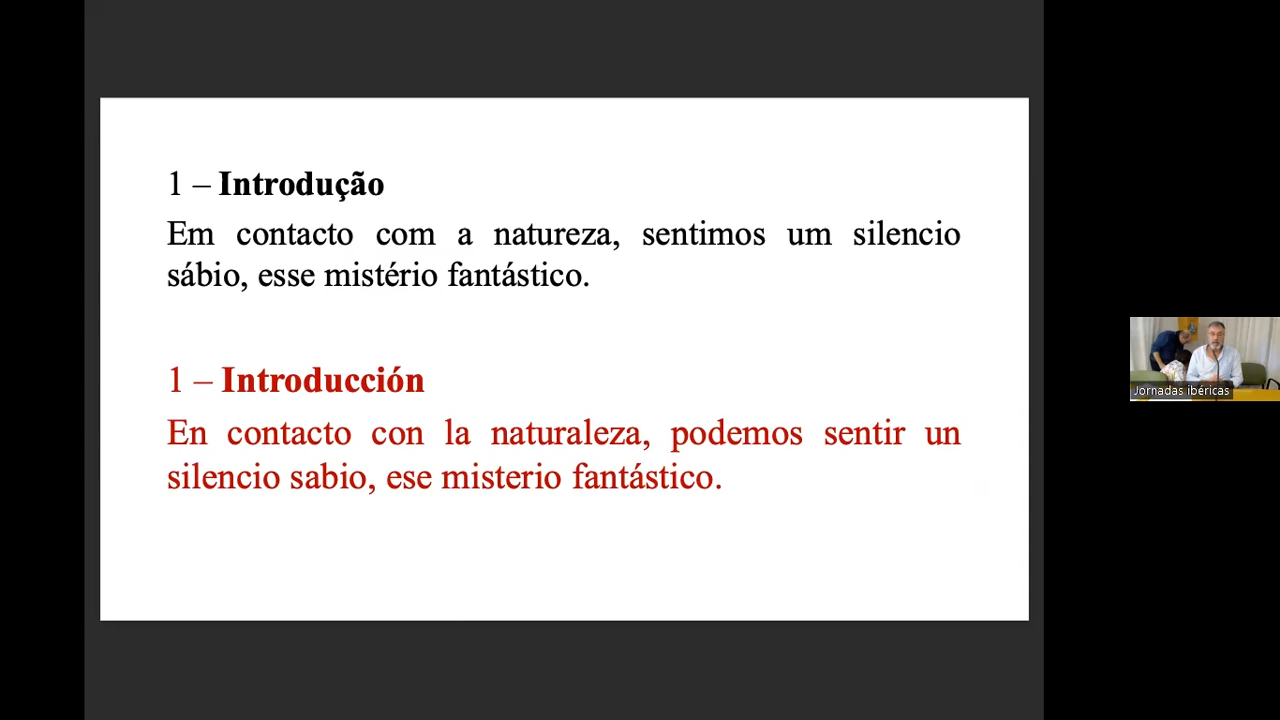 1 – Introdução
Em contacto com a natureza, sentimos um silencio
sábio, esse mistério fantástico.
1 – Introducción
En contacto con la naturaleza, podemos sentir un
silencio sabio, ese misterio fantástico.
Jornadas ibéricas